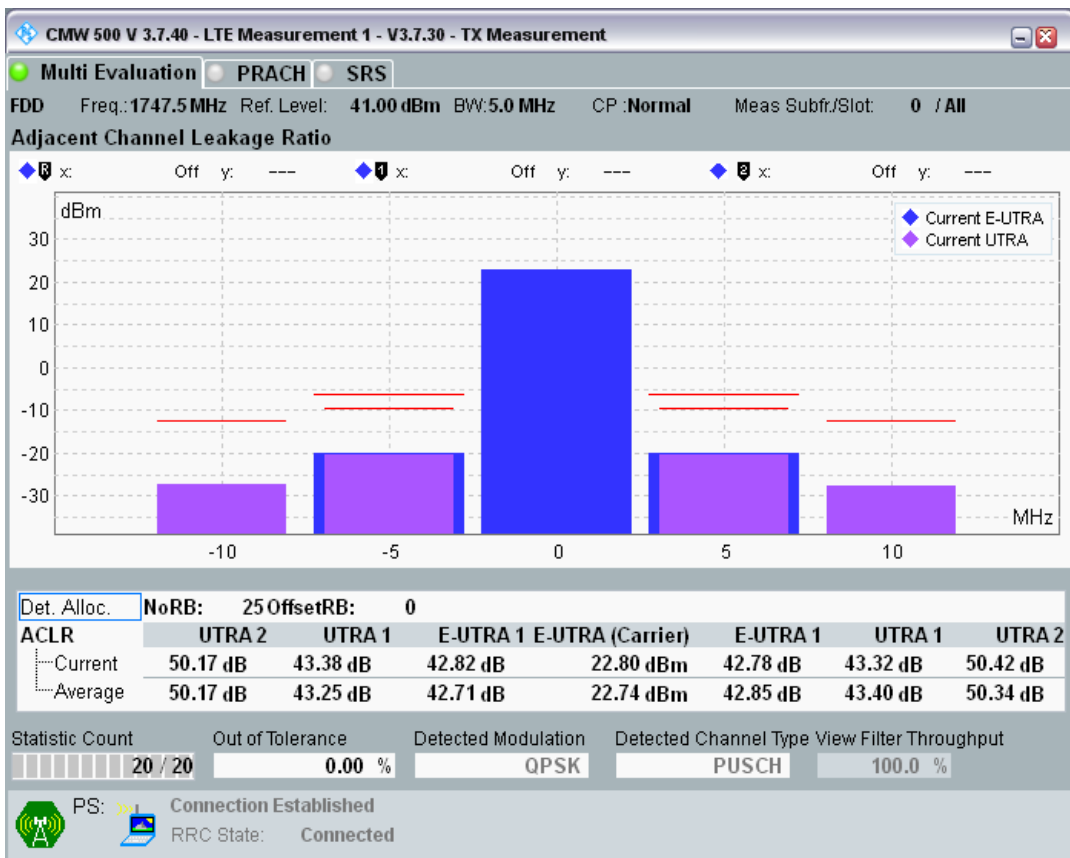 CMW 500 V 3.7.40 - LTE Measurement 1 - V3.7.30 - TX Measurement
Multi Evaluation PRACH SRS
FDD Freq.:1747.5 MHz Ref. Level: 41.00 dBm BW:5.0 MHz CP :Normal Meas Subfr./Slot: 0 / All
Adjacent Channel Leakage Ratio
R x: Off y: --- 1 x: Off y: --- 2 x: Off y: ---
dBm
Current E-UTRA
Current UTRA
30
20
10
0
-10
-20
-30
MHz
-10 -5 0 5 10
Det. Alloc. NoRB: 25 OffsetRB: 0
ACLR UTRA 2 UTRA 1 E-UTRA 1 E-UTRA (Carrier) E-UTRA 1 UTRA 1 UTRA 2
Current 50.17 dB 43.38 dB 42.82 dB 22.80 dBm 42.78 dB 43.32 dB 50.42 dB
Average 50.17 dB 43.25 dB 42.71 dB 22.74 dBm 42.85 dB 43.40 dB 50.34 dB
Statistic Count Out of Tolerance Detected Modulation Detected Channel Type View Filter Throughput
20 / 20 0.00 % QPSK PUSCH 100.0 %
PS: Connection Established
RRC State: Connected